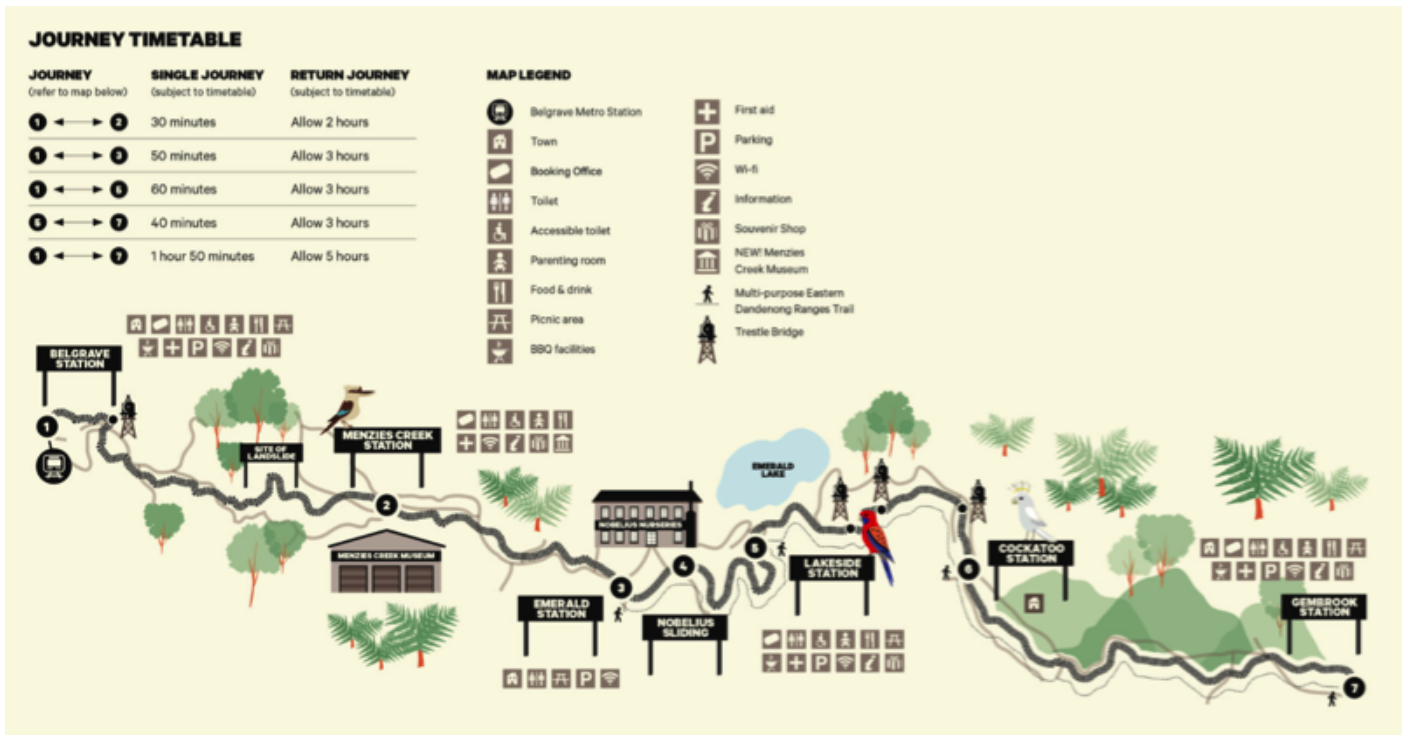 JOURNEY TIMETABLE
JOURNEY SINGLE JOURNEY RETURN JOURNEY
(refer to map below) (subject to timetable) (subject to timetable)
1 2 30 minutes Allow 2 hours
1 3 50 minutes Allow 3 hours
1 5 60 minutes Allow 3 hours
5 7 40 minutes Allow 3 hours
1 7 1 hour 50 minutes Allow 5 hours
MAP LEGEND
Belgrave Metro Station
Town
Booking Office
Toilet
Accessible toilet
Parenting room
Food & drink
Picnic area
BBQ facilities
First aid
P Parking
Wi-fi
Information
Souvenir Shop
NEW! Menzies
Creek Museum
Multi-purpose Eastern
Dandenong Ranges Trail
Trestle Bridge
P
BELGRAVE
STATION
1
SITE OF
LANDSLIDE
MENZIES CREEK
STATION
2
MENZIES CREEK MUSEUM
NOBELIUS NURSERIES
EMERALD
LAKE
3
EMERALD
STATION
P
4
NOBELIUS
SLIDING
5
LAKESIDE
STATION
P
COCKATOO
STATION
6
P
GEMBROOK
STATION
7